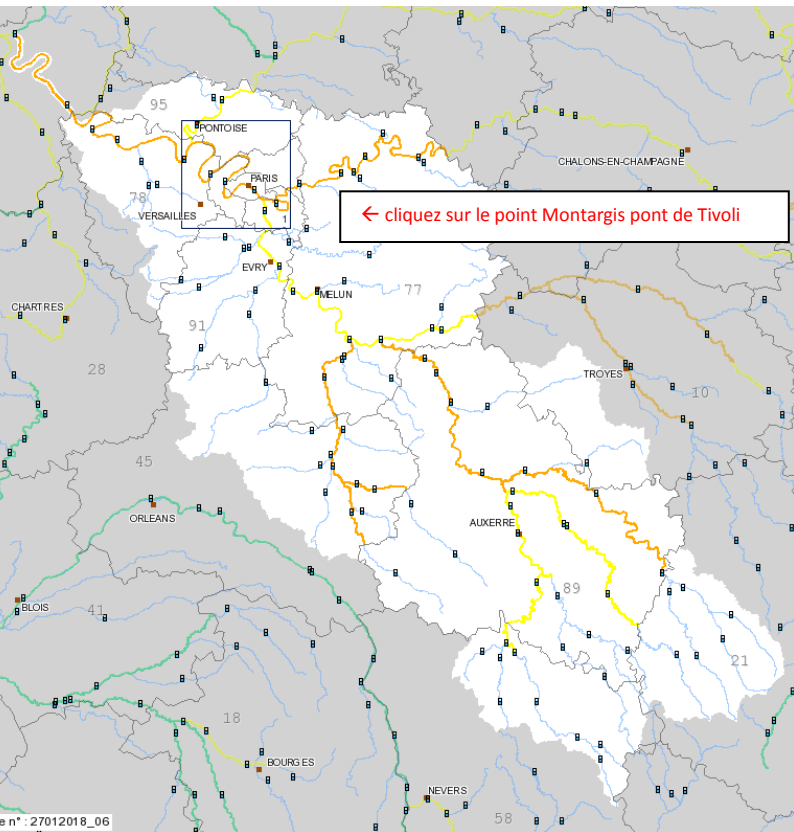 95
PONTOISE
CHALONS-EN-CHAMPAGNE
PARIS
78
VERSAILLES
1
← cliquez sur le point Montargis pont de Tivoli
EVRY
MELUN
77
CHARTRES
91
28
TROYES
10
45
ORLEANS
AUXERRE
89
BLOIS
41
21
18
BOURGES
NEVERS
58
e n° : 27012018_06